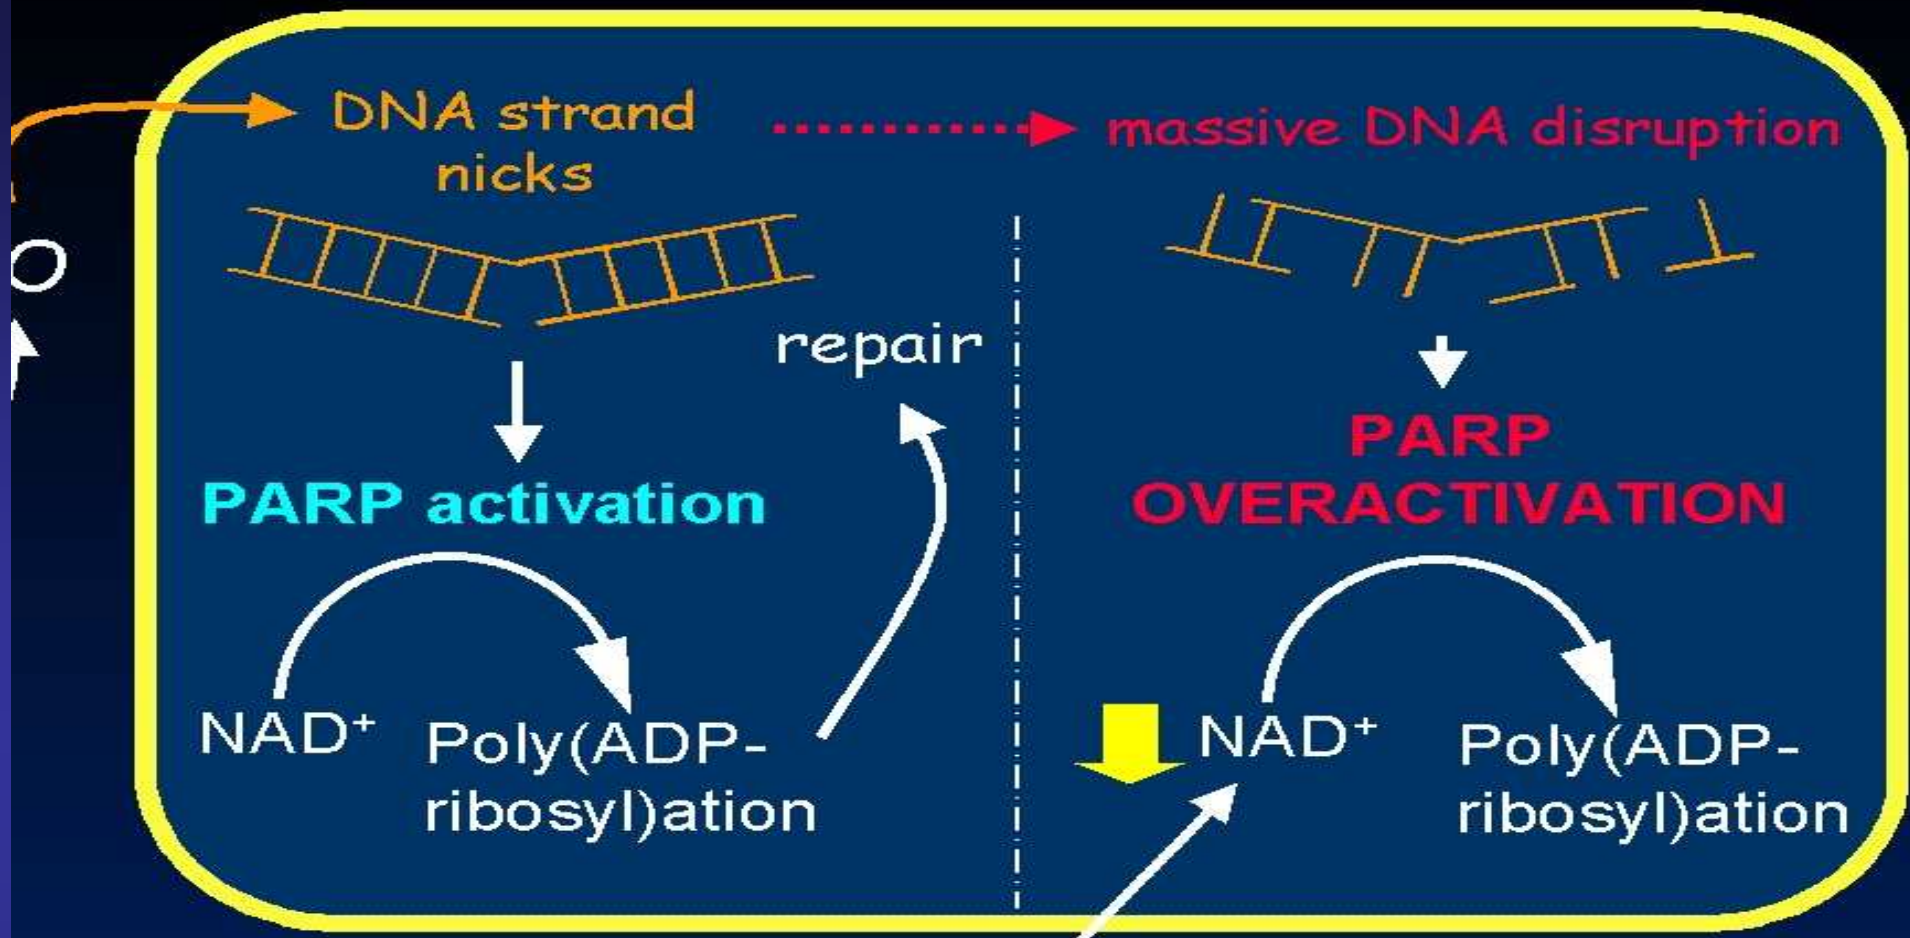 DNA strand
nicks
massive DNA disruption
O
repair
PARP activation
PARP
OVERACTIVATION
NAD⁺
Poly(ADP-
ribosyl)ation
NAD⁺
Poly(ADP-
ribosyl)ation